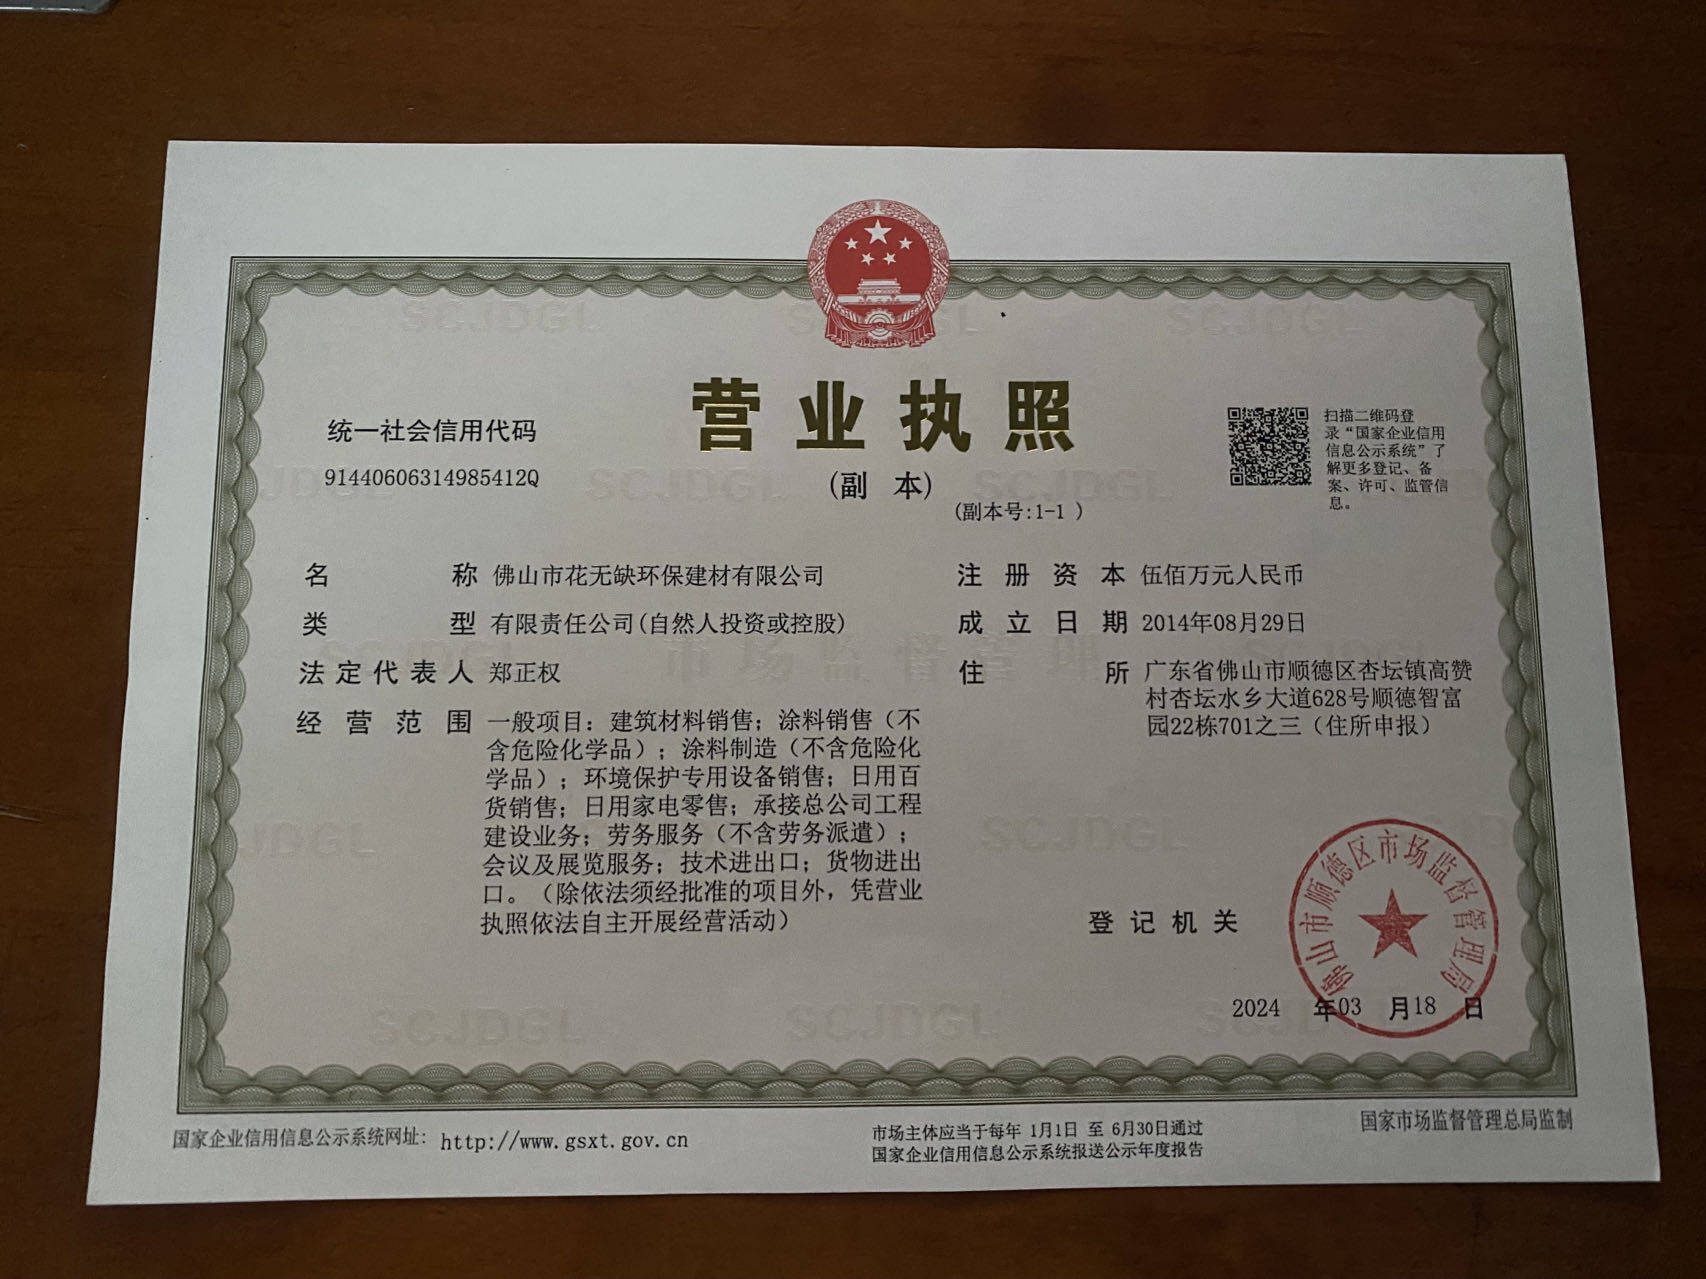 营业执照
(副 本)
(副本号:1-1 )
统一社会信用代码
91440606314985412Q
扫描二维码登
录“国家企业信用
信息公示系统”了
解更多登记、备
案、许可、监管信
息。
名称 佛山市花无缺环保建材有限公司
类型 有限责任公司(自然人投资或控股)
法定代表人 郑正权
经营范围 一般项目：建筑材料销售；涂料销售（不
含危险化学品）；涂料制造（不含危险化
学品）；环境保护专用设备销售；日用百
货销售；日用家电零售；承接总公司工程
建设业务；劳务服务（不含劳务派遣）；
会议及展览服务；技术进出口；货物进出
口。（除依法须经批准的项目外，凭营业
执照依法自主开展经营活动）
注册资本 伍佰万元人民币
成立日期 2014年08月29日
住所 广东省佛山市顺德区杏坛镇高赞
村杏坛水乡大道628号顺德智富
园22栋701之三（住所申报）
登记机关
佛山市顺德区市场监督管理局
2024 年03 月18 日
国家企业信用信息公示系统网址：http://www.gsxt.gov.cn
市场主体应当于每年 1月1日 至 6月30日通过
国家企业信用信息公示系统报送公示年度报告
国家市场监督管理总局监制
SCJDGL
SCJDGL
市场监督管理